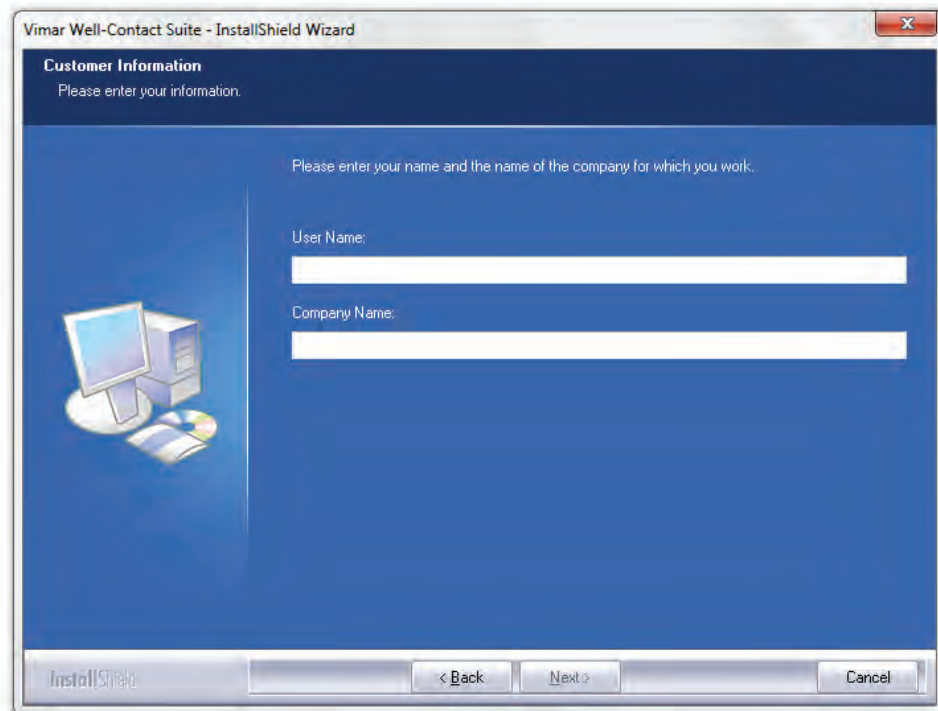 Vimar Well-Contact Suite - InstallShield Wizard
Customer Information
Please enter your information.
Please enter your name and the name of the company for which you work.
User Name:
Company Name:
InstallShield
< Back
Next >
Cancel